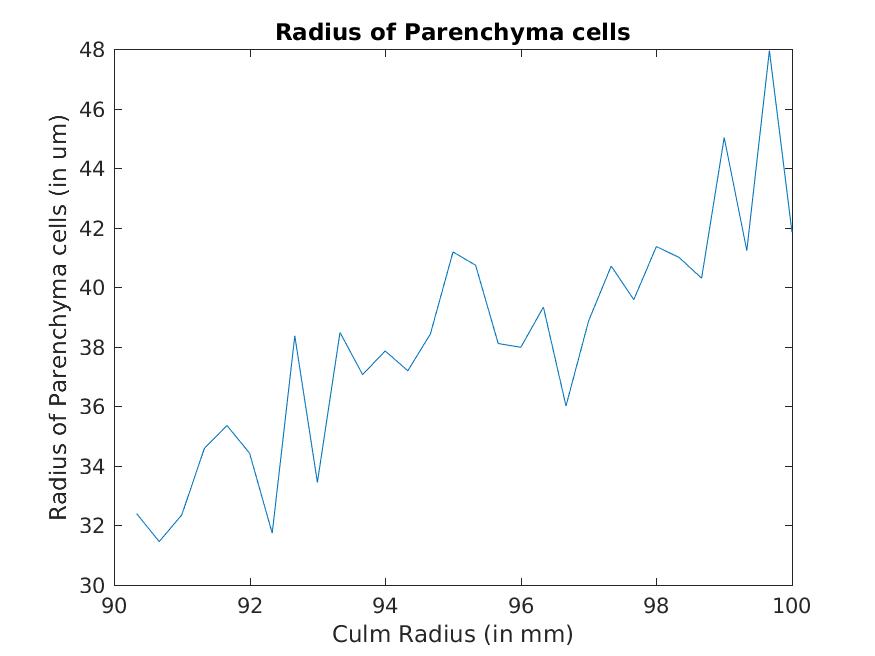 Radius of Parenchyma cells
48
46
44
42
40
38
36
34
32
30
Radius of Parenchyma cells (in um)
90 92 94 96 98 100
Culm Radius (in mm)